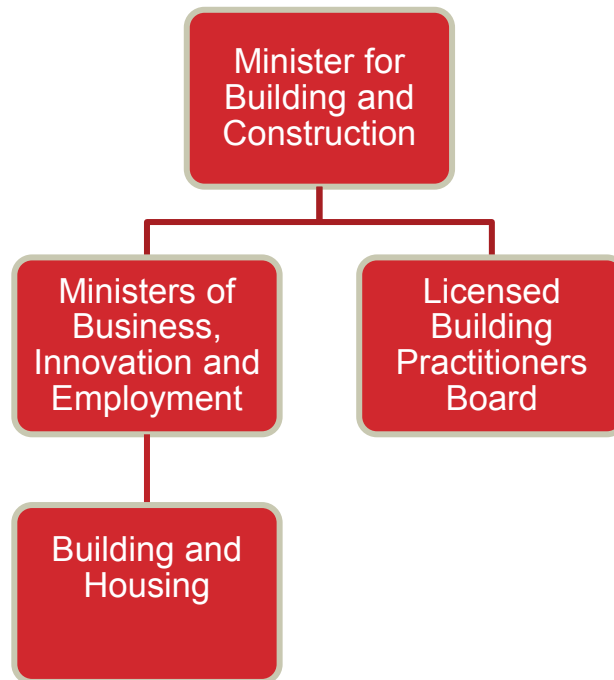 Minister for
Building and
Construction
Ministers of
Business,
Innovation and
Employment
Licensed
Building
Practitioners
Board
Building and
Housing